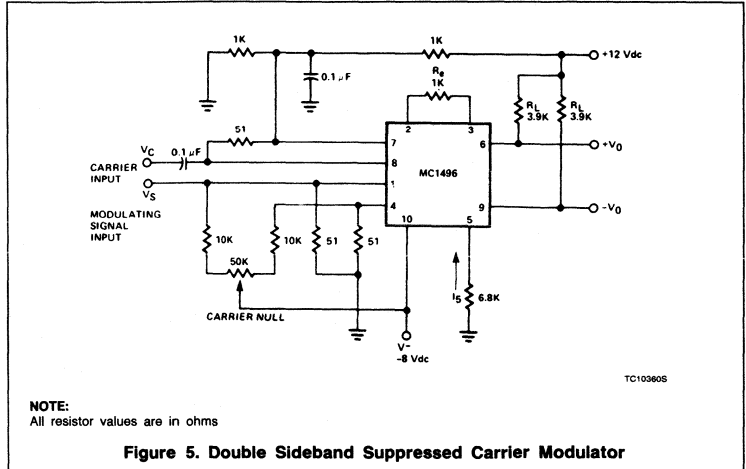 1K
1K
+12 Vdc
0.1 µF
Re
1K
RL
3.9K
RL
3.9K
2
3
51
7
6
+VO
VC
0.1 µF
8
CARRIER
INPUT
MC1496
1
VS
4
9
-VO
MODULATING
SIGNAL
INPUT
10
5
10K
10K
51
51
50K
I5
6.8K
CARRIER NULL
V-
-8 Vdc
TC10360S
NOTE:
All resistor values are in ohms
Figure 5. Double Sideband Suppressed Carrier Modulator